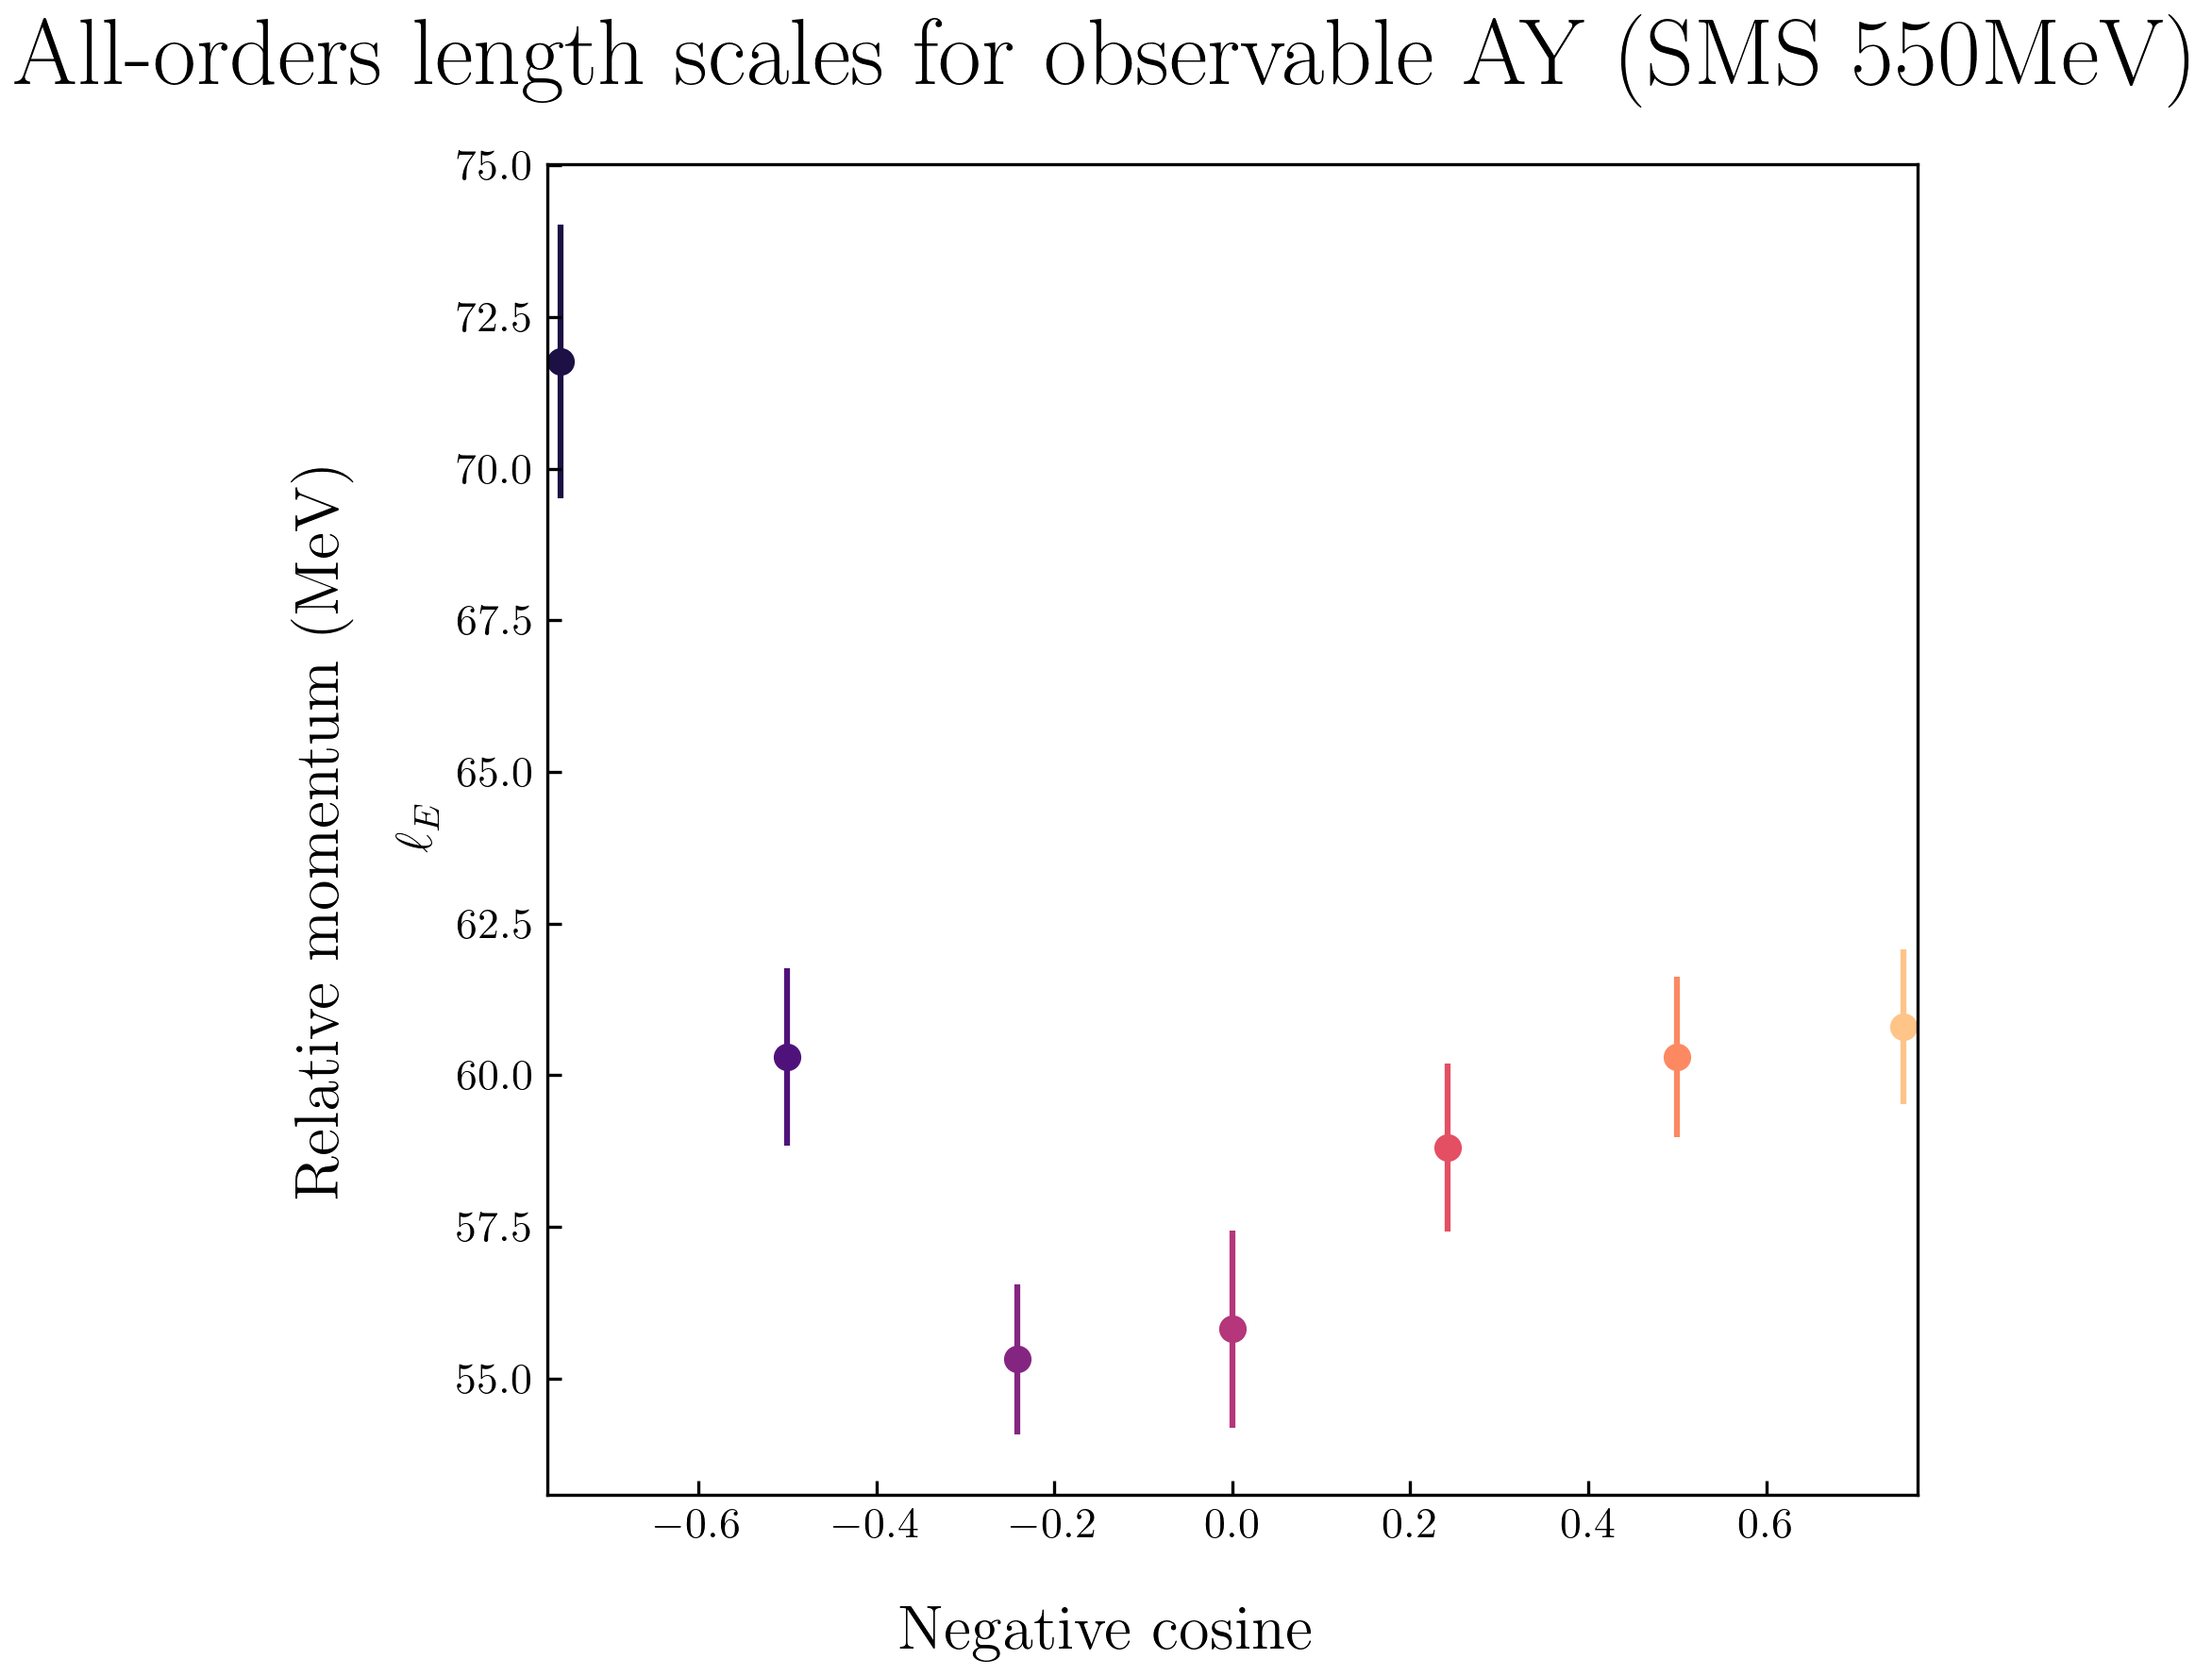 All-orders length scales for observable AY (SMS 550MeV)
Relative momentum (MeV)
ℓ_E
75.0
72.5
70.0
67.5
65.0
62.5
60.0
57.5
55.0
−0.6 −0.4 −0.2 0.0 0.2 0.4 0.6
Negative cosine